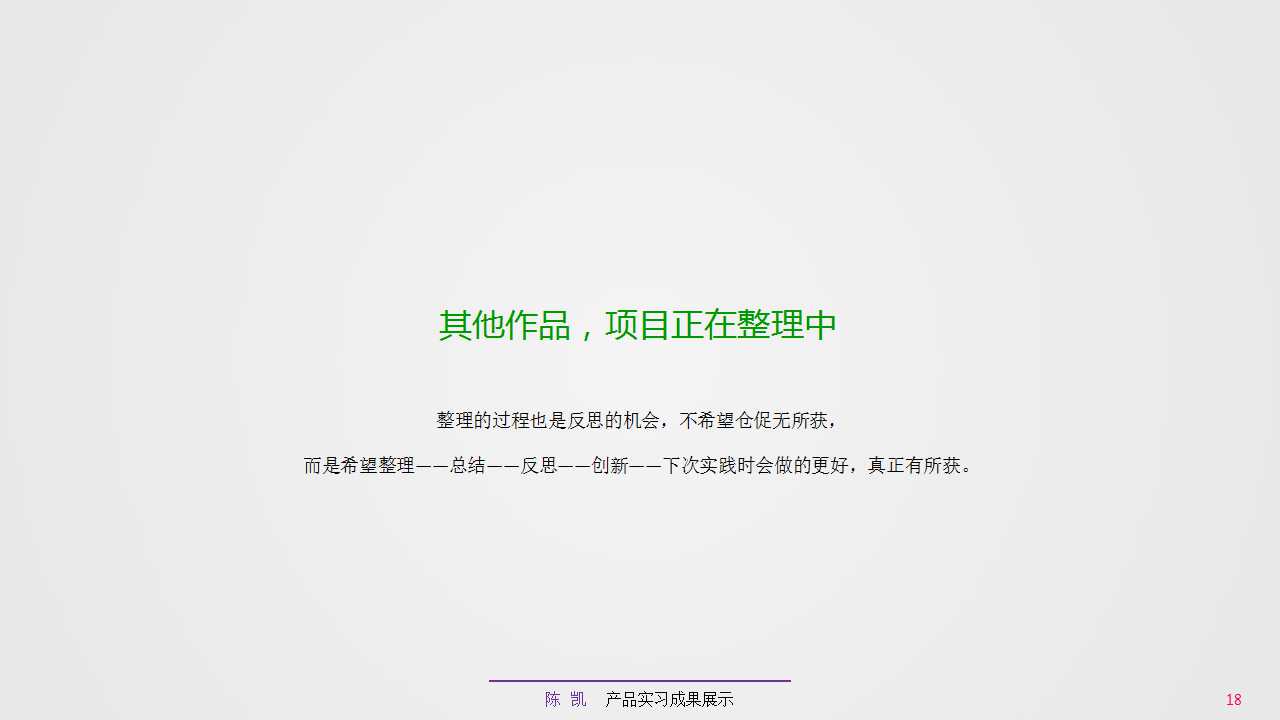 其他作品，项目正在整理中
整理的过程也是反思的机会，不希望仓促无所获，
而是希望整理——总结——反思——创新——下次实践时会做的更好，真正有所获。
陈 凯 产品实习成果展示
18